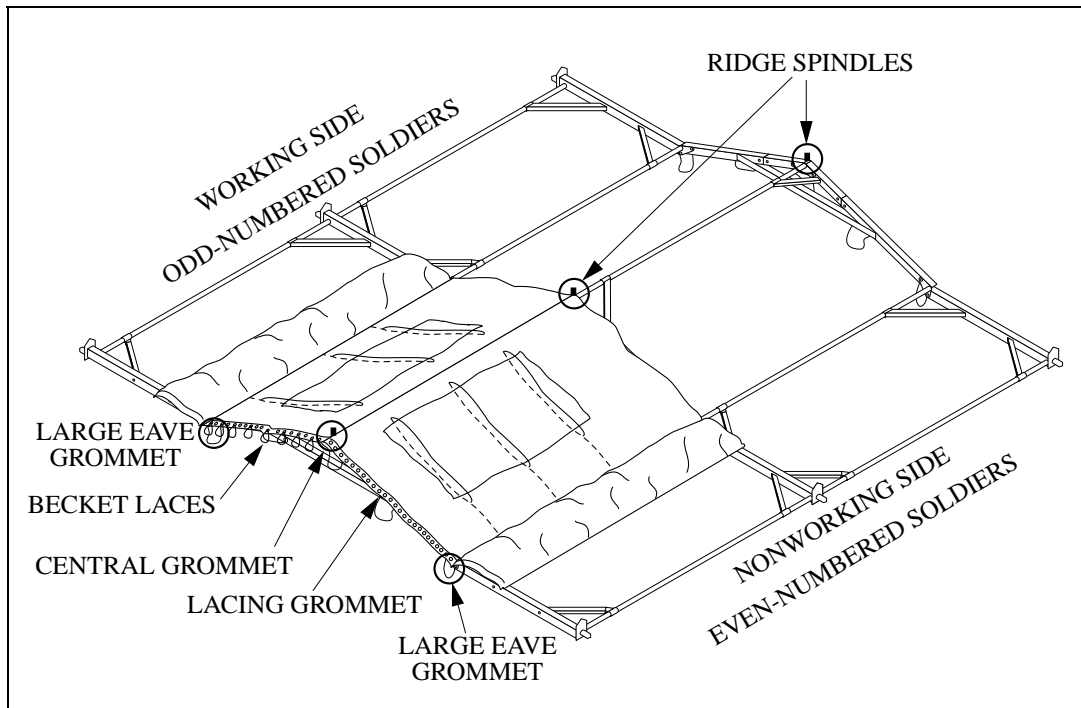 RIDGE SPINDLES
WORKING SIDE
ODD-NUMBERED SOLDIERS
LARGE EAVE
GROMMET
BECKET LACES
CENTRAL GROMMET
LACING GROMMET
LARGE EAVE
GROMMET
NONWORKING SIDE
EVEN-NUMBERED SOLDIERS